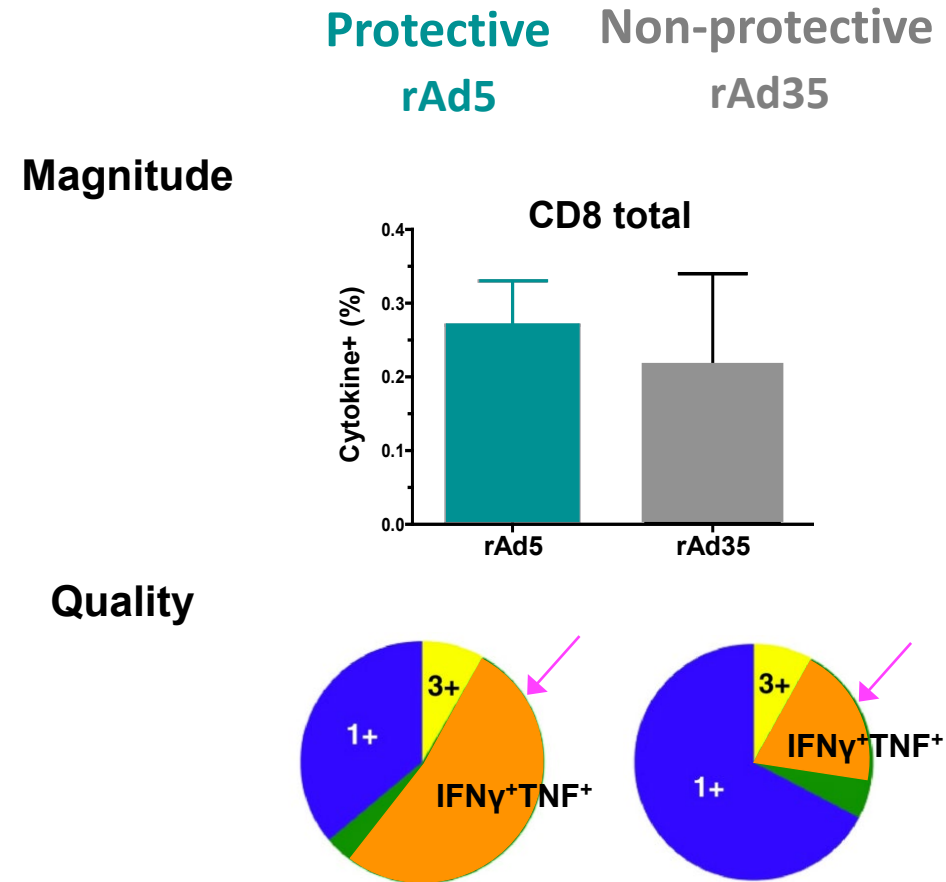 Protective Non-protective
rAd5 rAd35
Magnitude
CD8 total
Cytokine+ (%)
0.4
0.3
0.2
0.1
0.0
rAd5 rAd35
Quality
3+
1+
IFNγ⁺TNF⁺
3+
IFNγ⁺TNF⁺
1+